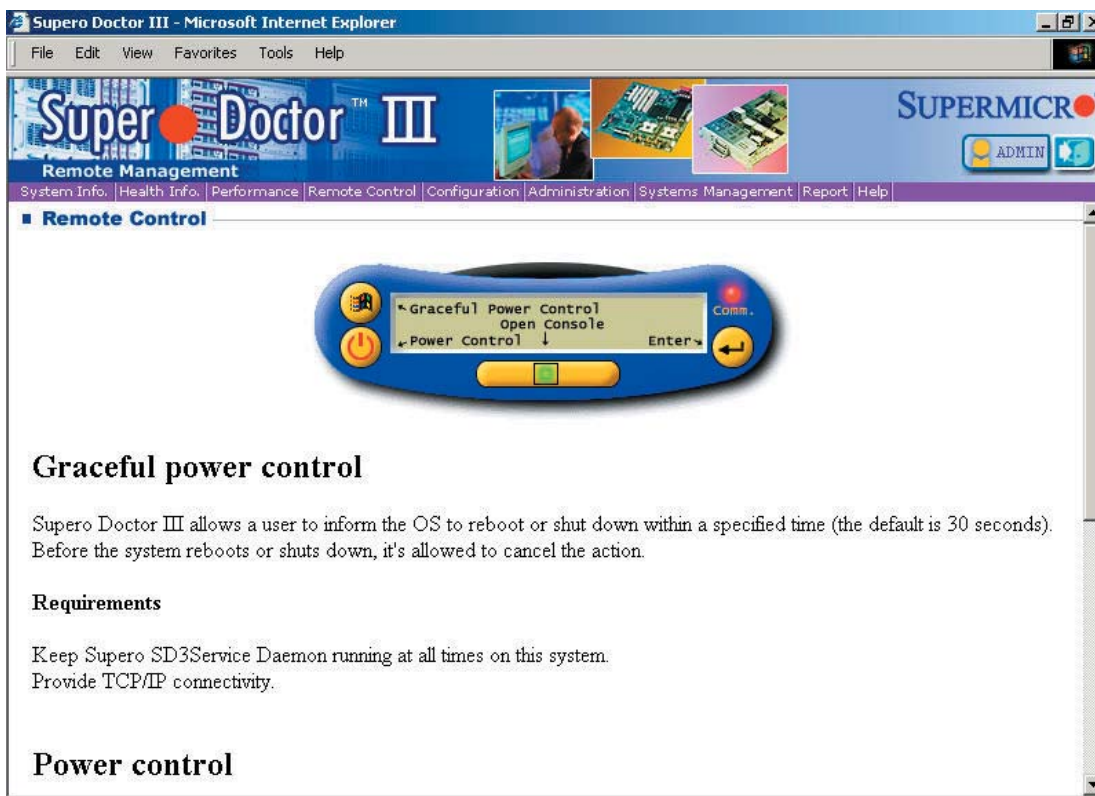 Supero Doctor III - Microsoft Internet Explorer
File Edit View Favorites Tools Help
Super Doctor™ III
Remote Management
SUPERMICR
ADMIN
System Info. Health Info. Performance Remote Control Configuration Administration Systems Management Report Help
Remote Control
Graceful Power Control
Open Console
Power Control ↓ Enter
Comm.
Graceful power control
Supero Doctor III allows a user to inform the OS to reboot or shut down within a specified time (the default is 30 seconds).
Before the system reboots or shuts down, it's allowed to cancel the action.
Requirements
Keep Supero SD3Service Daemon running at all times on this system.
Provide TCP/IP connectivity.
Power control